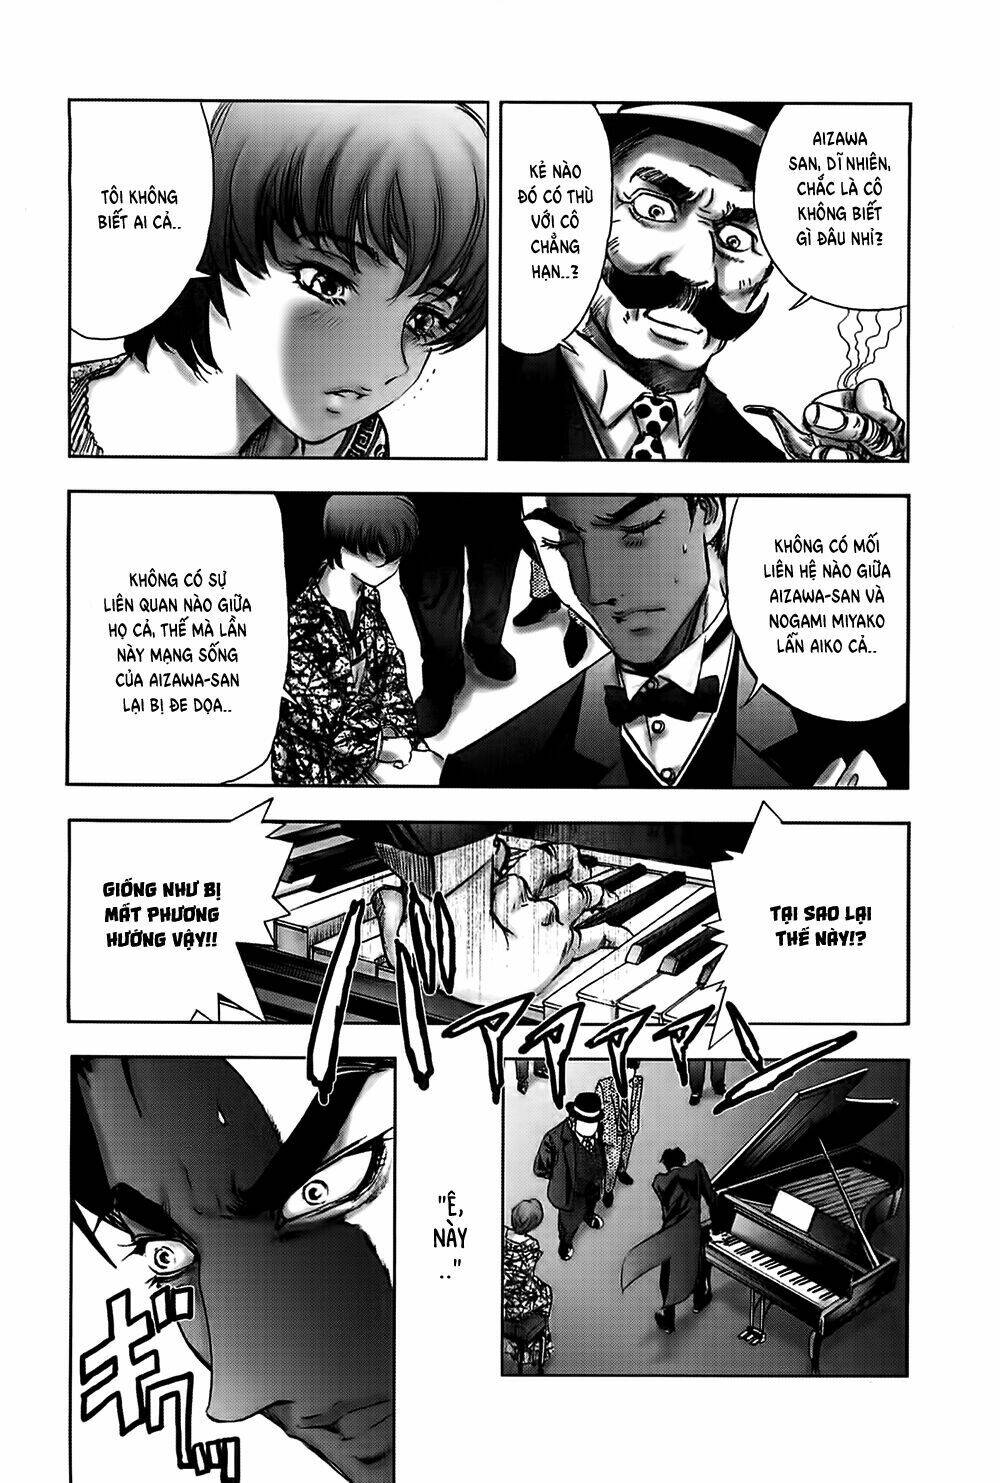 AIZAWA
SAN, DĨ NHIÊN,
CHẮC LÀ CÔ
KHÔNG BIẾT
GÌ ĐÂU NHỈ?
KẺ NÀO
ĐÓ CÓ THÙ
VỚI CÔ
CHẲNG
HẠN..?
TÔI KHÔNG
BIẾT AI CẢ..
KHÔNG CÓ MỐI
LIÊN HỆ NÀO GIỮA
AIZAWA-SAN VÀ
NOGAMI MIYAKO
LẪN AIKO CẢ..
KHÔNG CÓ SỰ
LIÊN QUAN NÀO GIỮA
HỌ CẢ, THẾ MÀ LẦN
NÀY MẠNG SỐNG
CỦA AIZAWA-SAN
LẠI BỊ ĐE DỌA..
TẠI SAO LẠI
THẾ NÀY!?
GIỐNG NHƯ BỊ
MẤT PHƯƠNG
HƯỚNG VẬY!!
"Ê,
NÀY
.."
ギクッ